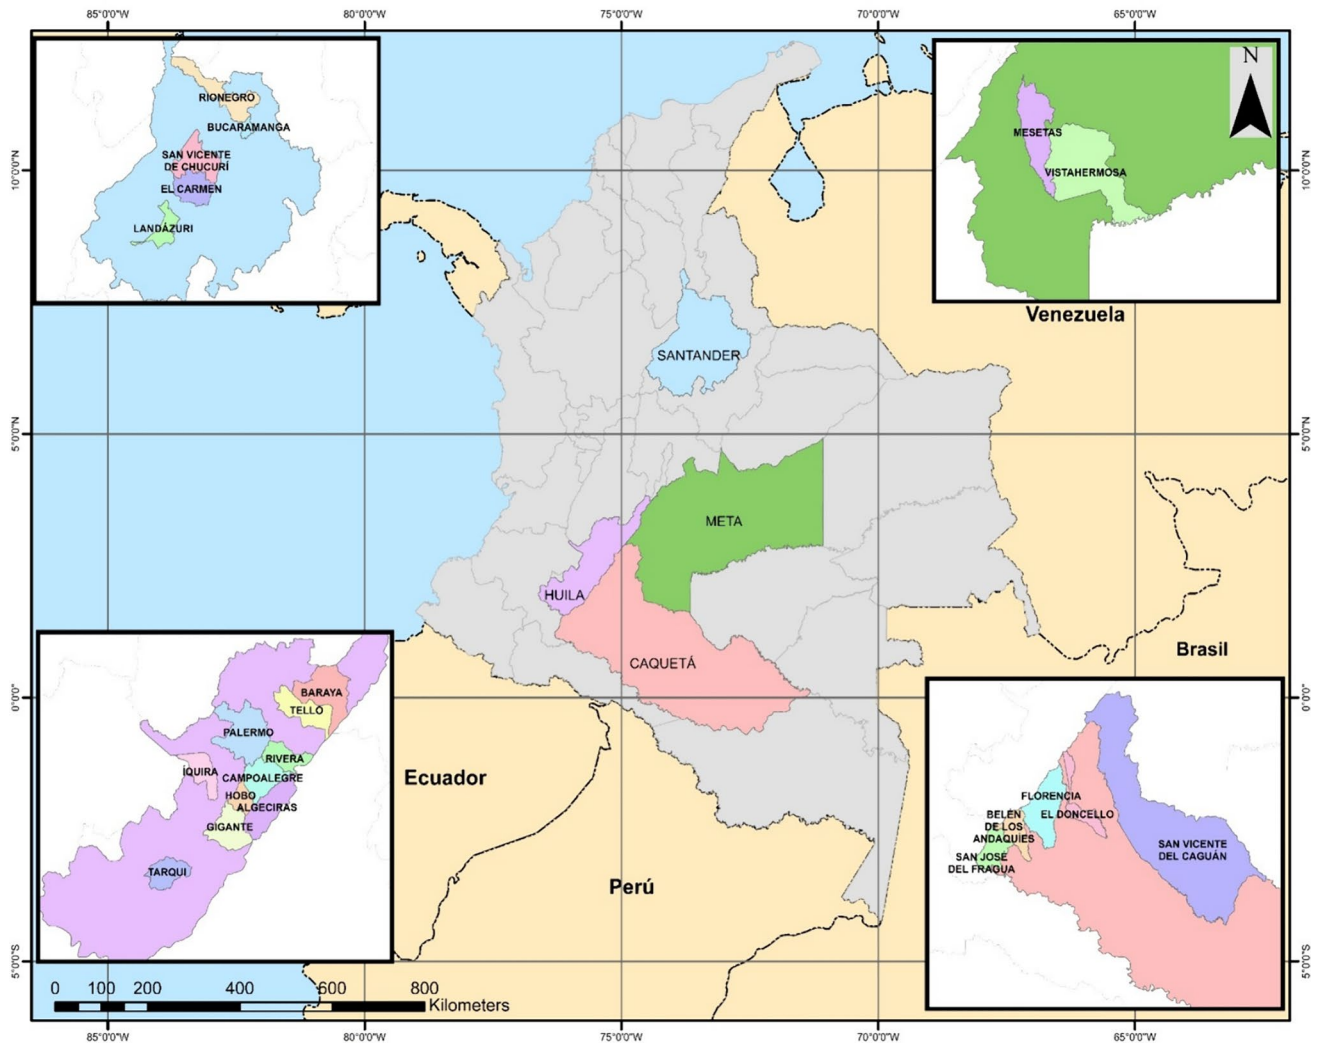 85°0'0"W
80°0'0"W
75°0'0"W
70°0'0"W
65°0'0"W
RIONEGRO
BUCARAMANGA
SAN VICENTE
DE CHUCURÍ
EL CARMEN
LANDÁZURI
N
MESETAS
VISTAHERMOSA
10°0'0"N
10°0'0"N
Venezuela
SANTANDER
5°0'0"N
5°0'0"N
META
HUILA
CAQUETÁ
Brasil
0°0'0"
0°0'0"
BARAYA
TELLO
PALERMO
RIVERA
ÍQUIRA
CAMPOALEGRE
HOBO
ALGECIRAS
GIGANTE
TARQUI
Ecuador
Perú
FLORENCIA
EL DONCELLO
BELÉN
DE LOS
ANDAQUÍES
SAN JOSÉ
DEL FRAGUA
SAN VICENTE
DEL CAGUÁN
5°0'0"S
5°0'0"S
0 100 200 400 600 800
Kilometers
85°0'0"W
80°0'0"W
75°0'0"W
70°0'0"W
65°0'0"W